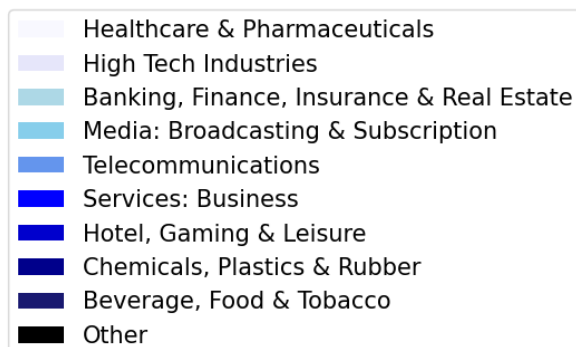 Healthcare & Pharmaceuticals
High Tech Industries
Banking, Finance, Insurance & Real Estate
Media: Broadcasting & Subscription
Telecommunications
Services: Business
Hotel, Gaming & Leisure
Chemicals, Plastics & Rubber
Beverage, Food & Tobacco
Other